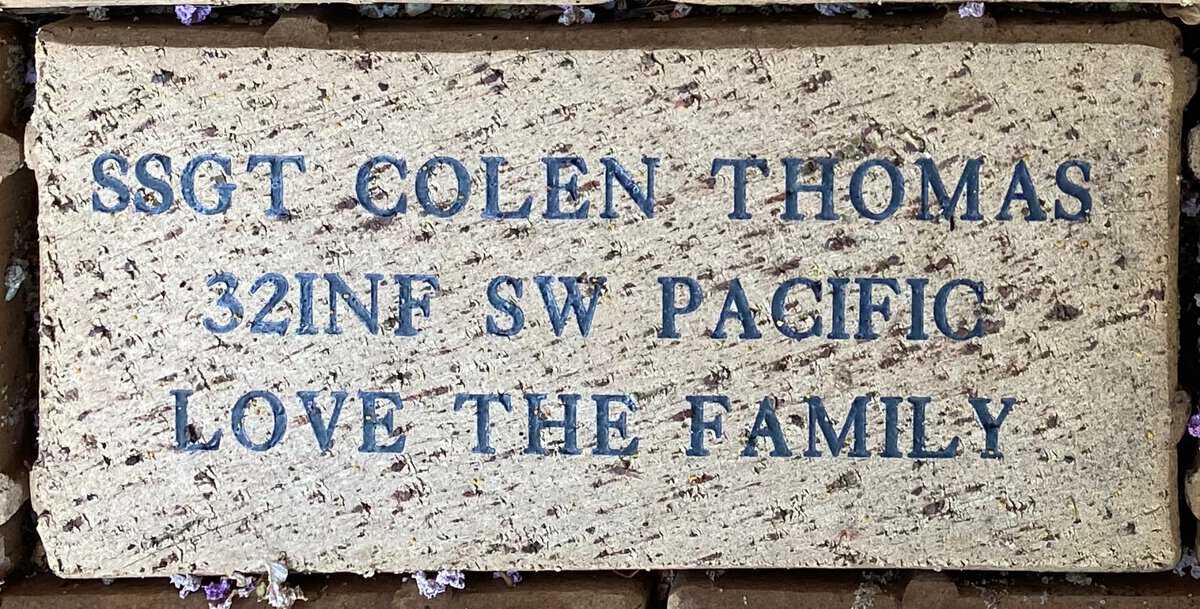 SSGT COLEN THOMAS
32INF SW PACIFIC
LOVE THE FAMILY